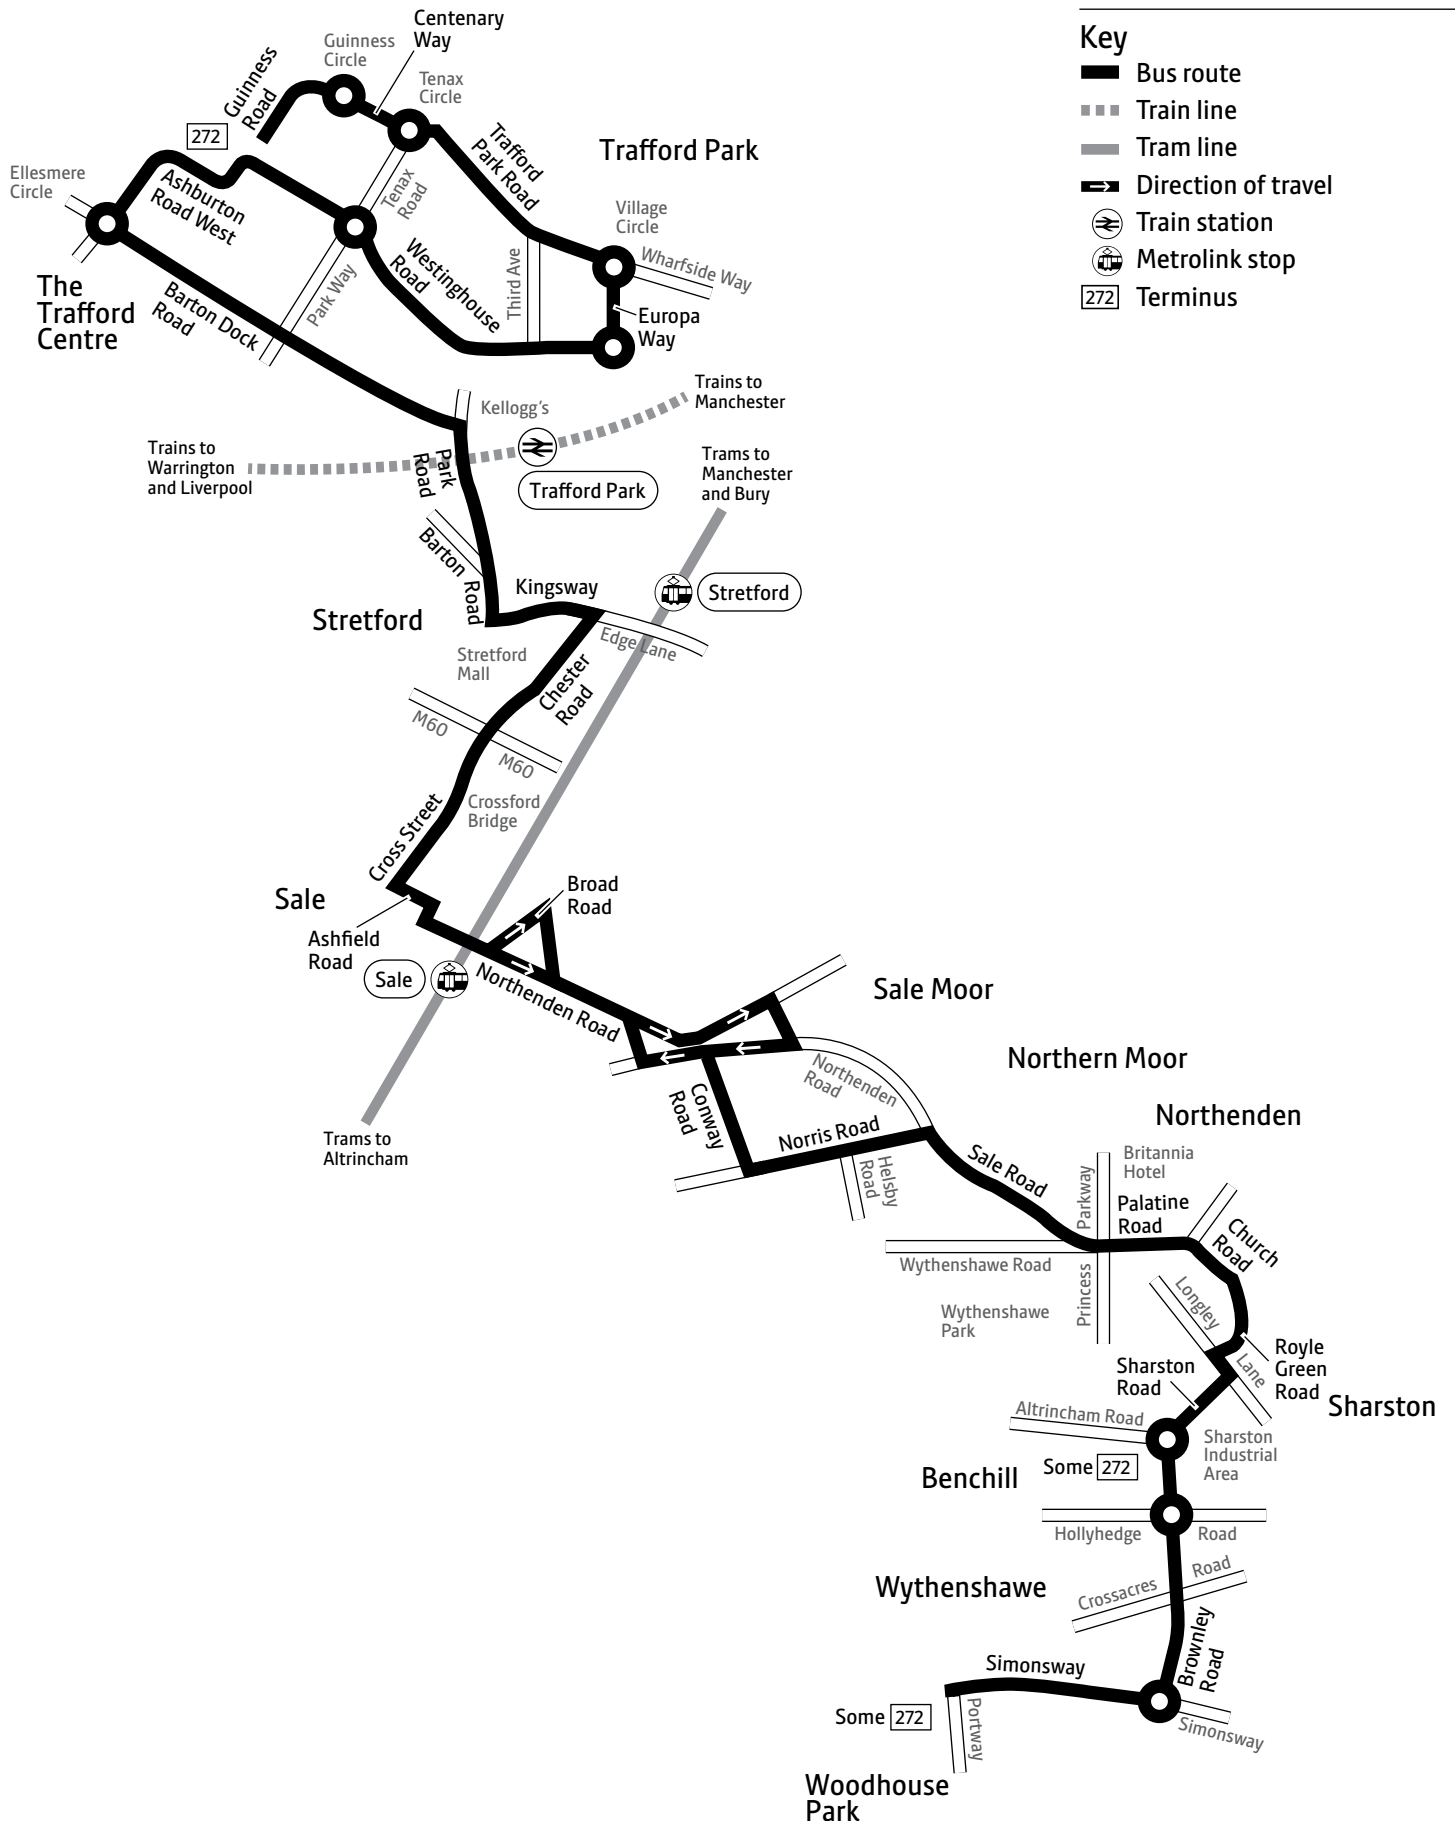 Key
Bus route
Train line
Tram line
Direction of travel
Train station
Metrolink stop
272 Terminus
Centenary
Way
Guinness
Circle
Guinness
Road
Tenax
Circle
272
Trafford
Park Road
Trafford Park
Ellesmere
Circle
Ashburton
Road West
Tenax
Road
Village
Circle
Wharfside Way
Westinghouse
Road
Third Ave
Park Way
Europa
Way
The
Trafford
Centre
Barton Dock
Road
Trains to
Manchester
Kellogg's
Trains to
Warrington
and Liverpool
Park
Road
Trafford Park
Trams to
Manchester
and Bury
Barton
Road
Kingsway
Stretford
Stretford
Edge Lane
Stretford
Mall
Chester
Road
M60
M60
Crossford
Bridge
Cross Street
Sale
Broad
Road
Ashfield
Road
Sale
Northenden Road
Sale Moor
Northenden
Road
Northern Moor
Conway
Road
Norris Road
Helsby
Road
Trams to
Altrincham
Northenden
Sale Road
Britannia
Hotel
Parkway
Palatine
Road
Church
Road
Wythenshawe Road
Princess
Wythenshawe
Park
Longley
Lane
Royle
Green
Road
Sharston
Road
Sharston
Altrincham Road
Sharston
Industrial
Area
Some 272
Benchill
Hollyhedge
Road
Wythenshawe
Crossacres
Road
Brownley
Road
Simonsway
Some 272
Portway
Simonsway
Woodhouse
Park